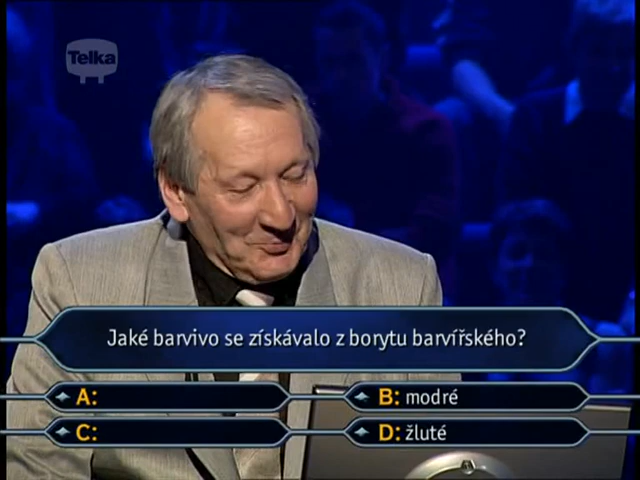 Telka
Jaké barvivo se získávalo z borytu barvířského?
A:
B: modré
C:
D: žluté